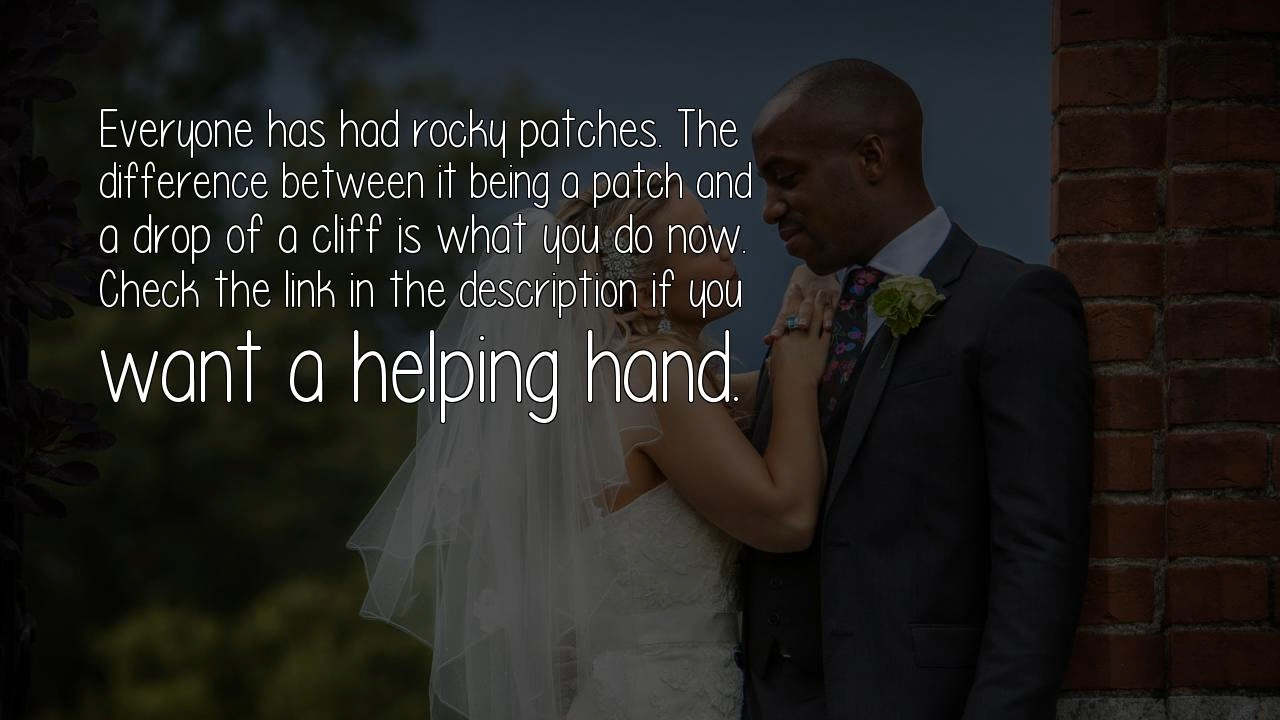 Everyone has had rocky patches. The
difference between it being a patch and
a drop of a cliff is what you do now.
Check the link in the description if you
want a helping hand.